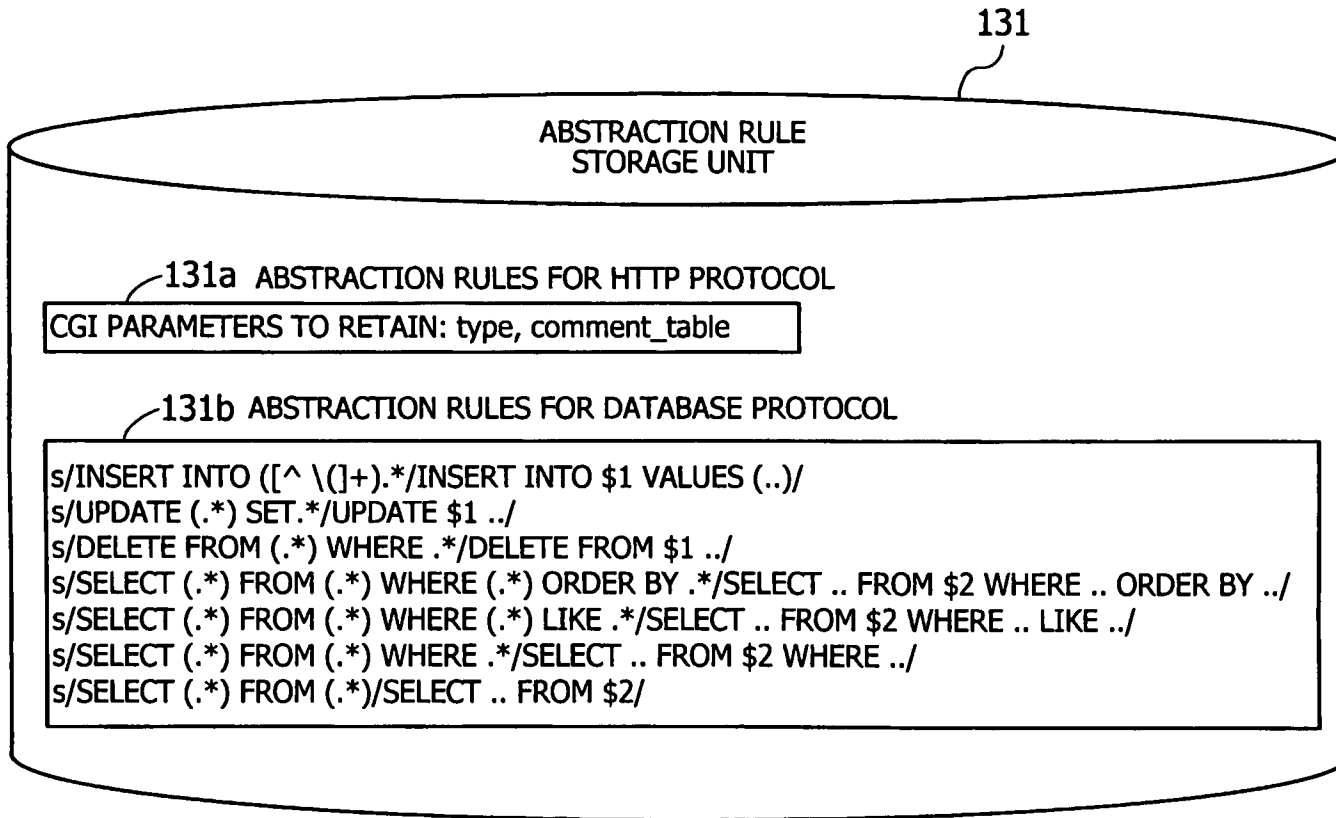 131
ABSTRACTION RULE
STORAGE UNIT
131a ABSTRACTION RULES FOR HTTP PROTOCOL
CGI PARAMETERS TO RETAIN: type, comment_table
131b ABSTRACTION RULES FOR DATABASE PROTOCOL
s/INSERT INTO ([^ \(]+).*/INSERT INTO $1 VALUES (..)/
s/UPDATE (.*) SET.*/UPDATE $1 ../
s/DELETE FROM (.*) WHERE .*/DELETE FROM $1 ../
s/SELECT (.*) FROM (.*) WHERE (.*) ORDER BY .*/SELECT .. FROM $2 WHERE .. ORDER BY ../
s/SELECT (.*) FROM (.*) WHERE (.*) LIKE .*/SELECT .. FROM $2 WHERE .. LIKE ../
s/SELECT (.*) FROM (.*) WHERE .*/SELECT .. FROM $2 WHERE ../
s/SELECT (.*) FROM (.*)/SELECT .. FROM $2/